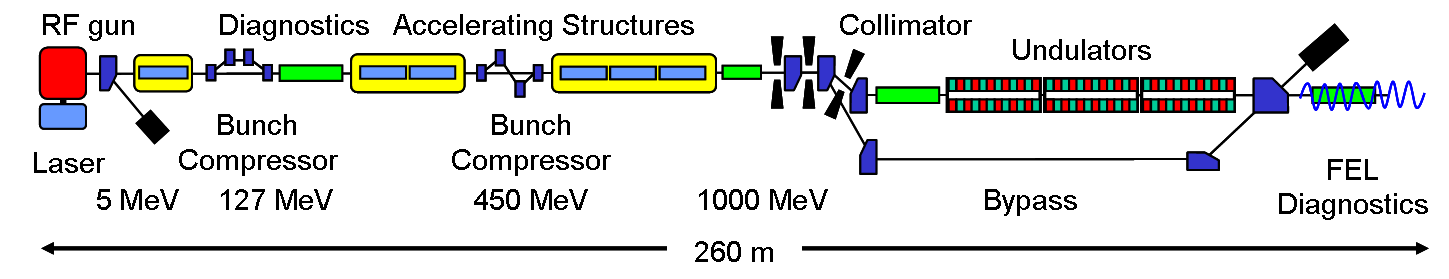 RF gun
Diagnostics
Accelerating Structures
Collimator
Undulators
Laser
Bunch
Compressor
Bunch
Compressor
5 MeV
127 MeV
450 MeV
1000 MeV
Bypass
FEL
Diagnostics
260 m